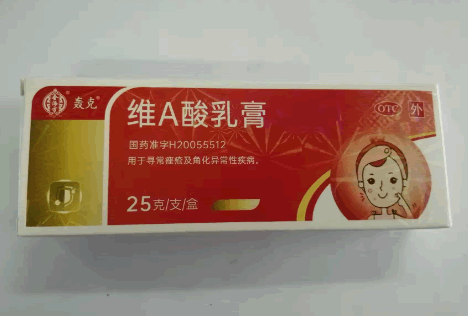 轰克
维A酸乳膏
OTC
外
国药准字H20055512
用于寻常痤疮及角化异常性疾病。
25克/支/盒